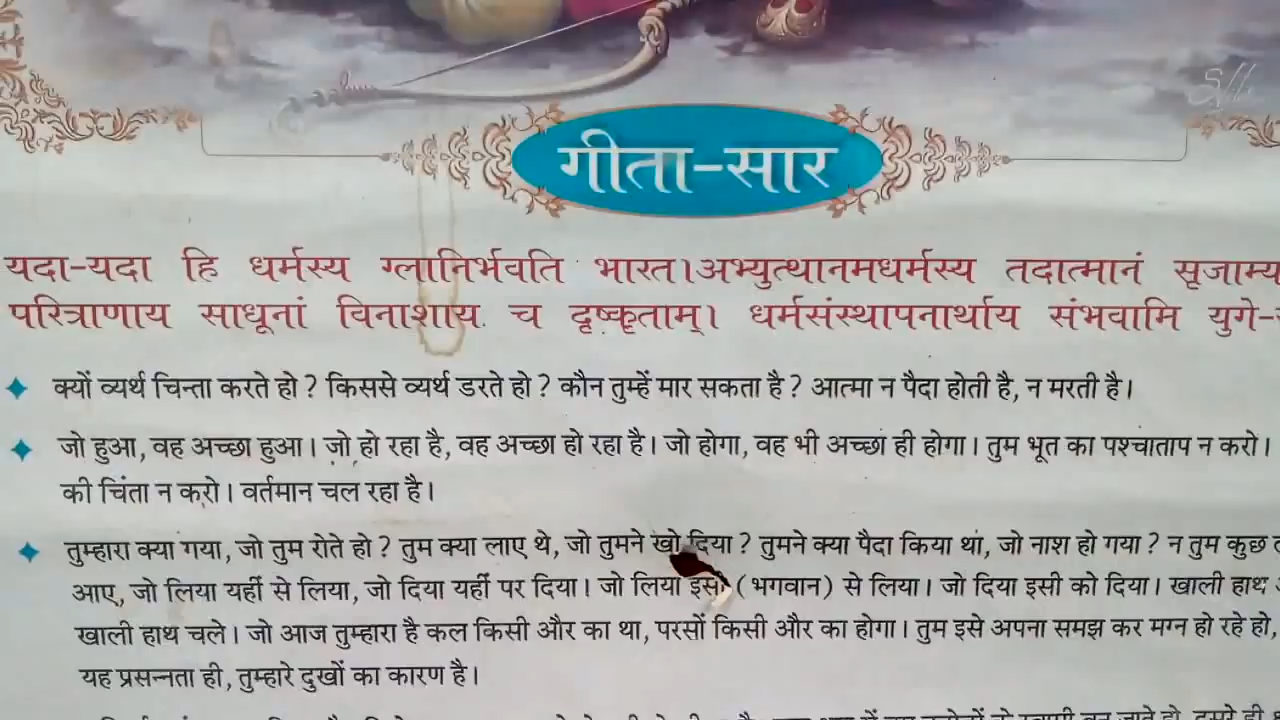 गीता-सार
यदा-यदा हि धर्मस्य ग्लानिर्भवति भारत।अभ्युत्थानमधर्मस्य तदात्मानं सृजाम्य
परित्राणाय साधूनां विनाशाय च दृष्कृताम्। धर्मसंस्थापनार्थाय संभवामि युगे-
क्यों व्यर्थ चिन्ता करते हो ? किससे व्यर्थ डरते हो ? कौन तुम्हें मार सकता है ? आत्मा न पैदा होती है, न मरती है।
जो हुआ, वह अच्छा हुआ। जो हो रहा है, वह अच्छा हो रहा है। जो होगा, वह भी अच्छा ही होगा। तुम भूत का पश्चाताप न करो।
की चिंता न करो। वर्तमान चल रहा है।
तुम्हारा क्या गया, जो तुम रोते हो ? तुम क्या लाए थे, जो तुमने खो दिया ? तुमने क्या पैदा किया था, जो नाश हो गया ? न तुम कुछ
आए, जो लिया यहीं से लिया, जो दिया यहीं पर दिया। जो लिया इसी (भगवान) से लिया। जो दिया इसी को दिया। खाली हाथ
खाली हाथ चले। जो आज तुम्हारा है कल किसी और का था, परसों किसी और का होगा। तुम इसे अपना समझ कर मग्न हो रहे हो,
यह प्रसन्नता ही, तुम्हारे दुखों का कारण है।